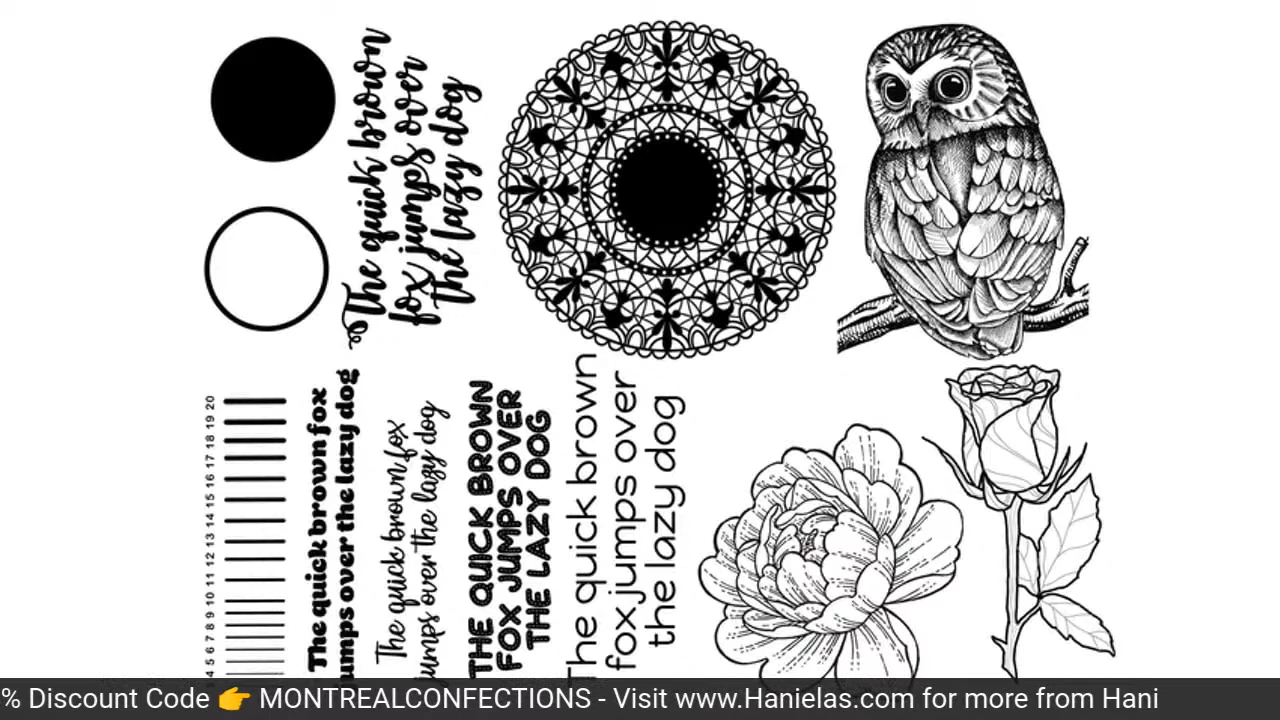 The quick brown
fox jumps over
the lazy dog
4 5 6 7 8 9 10 11 12 13 14 15 16 17 18 19 20
The quick brown fox
jumps over the lazy dog
The quick brown fox
jumps over the lazy dog
THE QUICK BROWN
FOX JUMPS OVER
THE LAZY DOG
The quick brown
fox jumps over
the lazy dog
% Discount Code 👉 MONTREALCONFECTIONS - Visit www.Hanielas.com for more from Hani